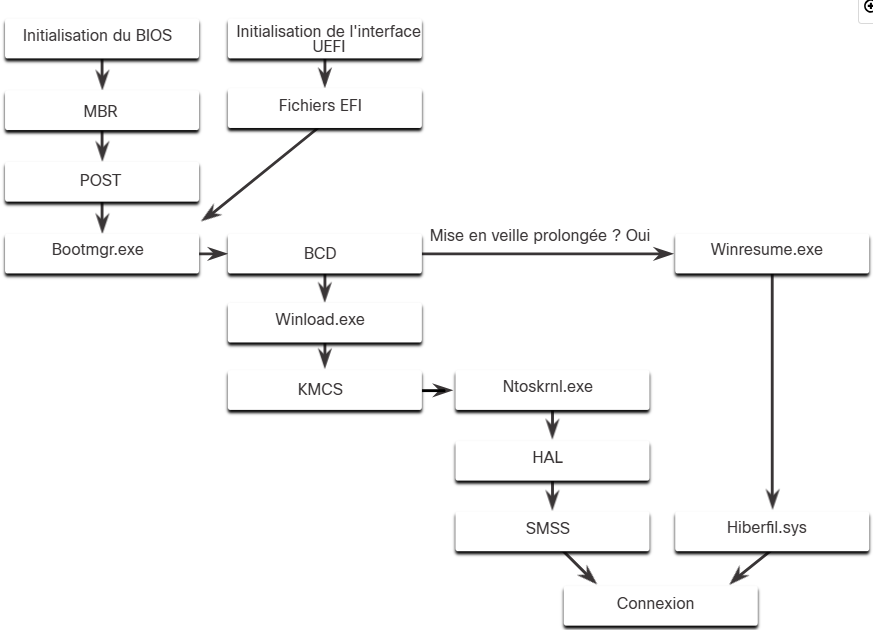 Initialisation du BIOS
Initialisation de l'interface
UEFI
MBR
Fichiers EFI
POST
Bootmgr.exe
BCD
Mise en veille prolongée ? Oui
Winresume.exe
Winload.exe
KMCS
Ntoskrnl.exe
HAL
SMSS
Hiberfil.sys
Connexion